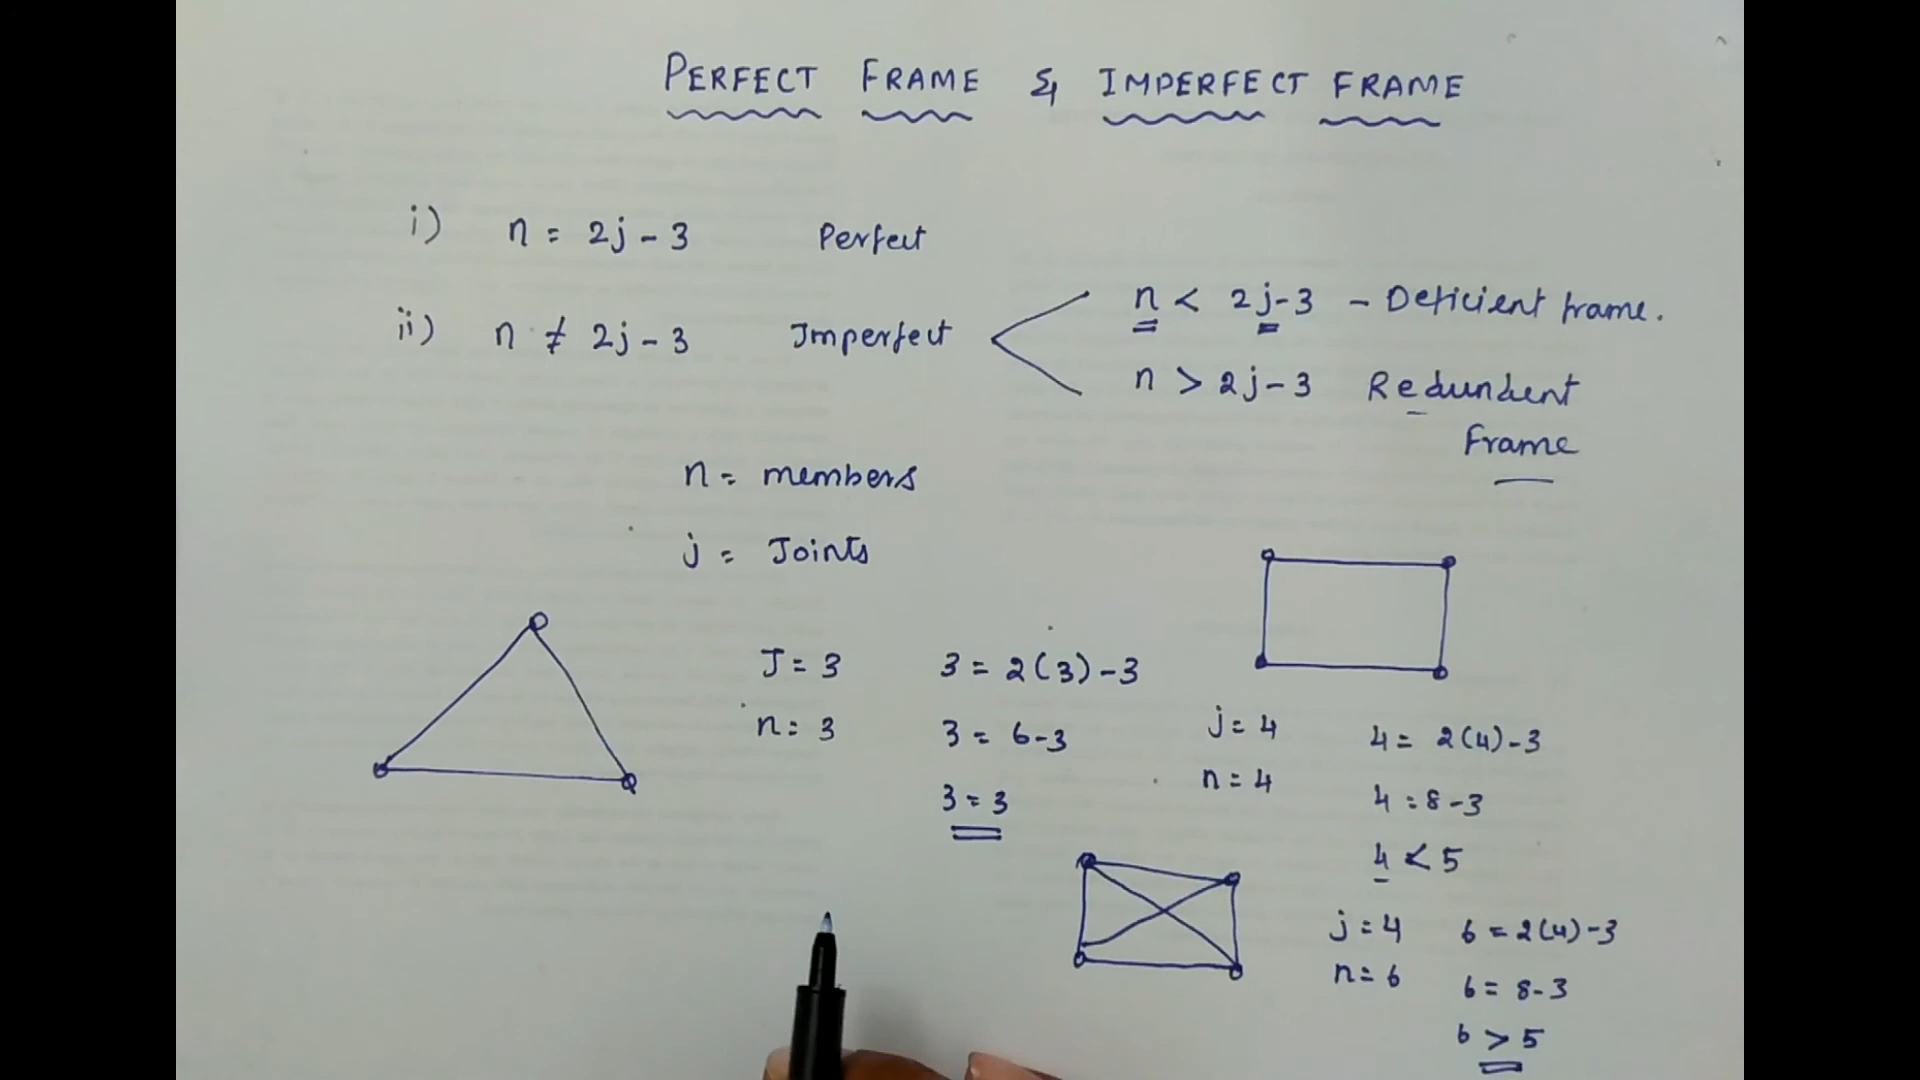 PERFECT FRAME & IMPERFECT FRAME
i) n = 2j - 3 Perfect
ii) n ≠ 2j - 3 Imperfect
n < 2j - 3 - Deficient frame.
n > 2j - 3 Redundent
Frame
n = members
j = Joints
J = 3
n = 3
3 = 2(3) - 3
3 = 6 - 3
3 = 3
j = 4
n = 4
4 = 2(4) - 3
4 = 8 - 3
4 < 5
j = 4
n = 6
6 = 2(4) - 3
6 = 8 - 3
6 > 5